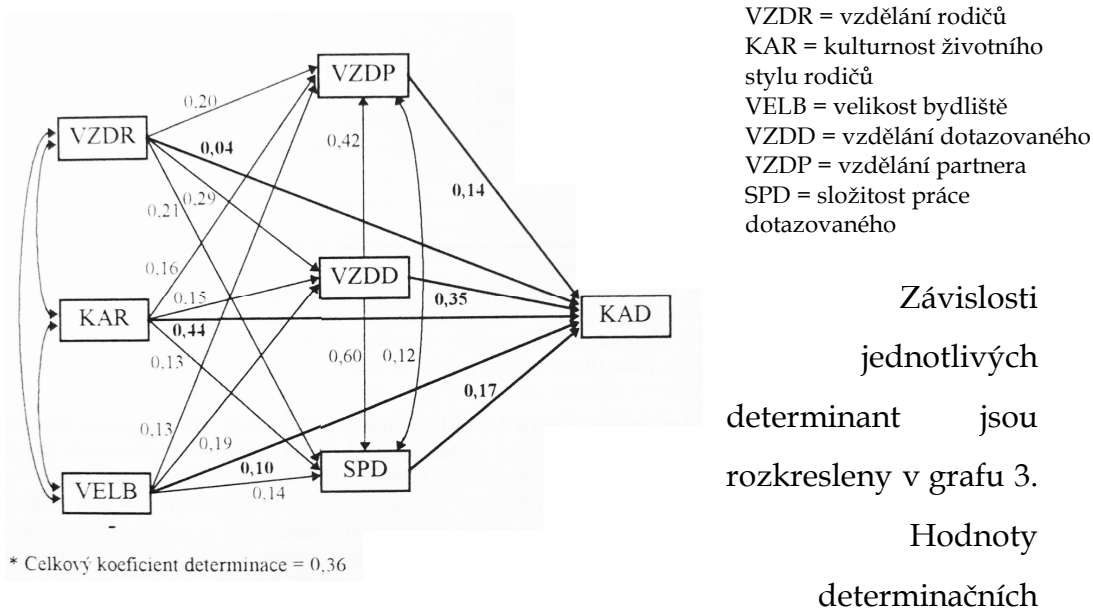 VZDP
0,20
VZDR
0,04
0,42
0,14
0,29
0,21
0,16
VZDD
0,15
0,35
KAR
0,44
KAD
0,13
0,60
0,12
0,17
0,13
0,19
0,10
SPD
VELB
0,14
* Celkový koeficient determinace = 0,36
VZDR = vzdělání rodičů
KAR = kulturnost životního
stylu rodičů
VELB = velikost bydliště
VZDD = vzdělání dotazovaného
VZDP = vzdělání partnera
SPD = složitost práce
dotazovaného
Závislosti
jednotlivých
determinant jsou
rozkresleny v grafu 3.
Hodnoty
determinačních